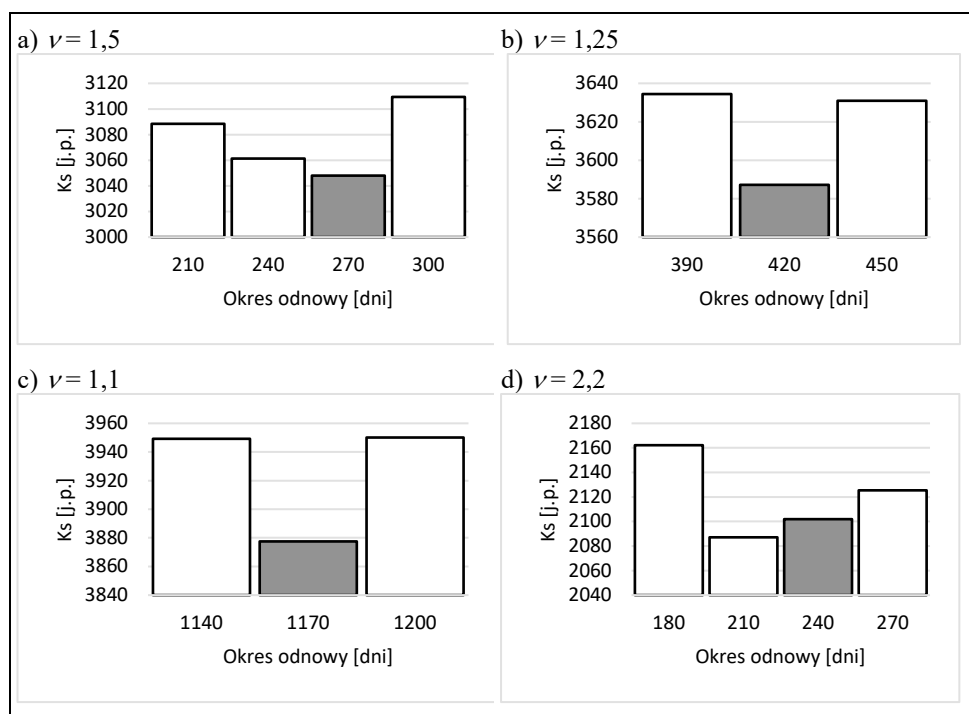 a) ν = 1,5
3120
3100
3080
3060
3040
3020
3000
Ks [j.p.]
210 240 270 300
Okres odnowy [dni]
b) ν = 1,25
3640
3620
3600
3580
3560
Ks [j.p.]
390 420 450
Okres odnowy [dni]
c) ν = 1,1
3960
3940
3920
3900
3880
3860
3840
Ks [j.p.]
1140 1170 1200
Okres odnowy [dni]
d) ν = 2,2
2180
2160
2140
2120
2100
2080
2060
2040
Ks [j.p.]
180 210 240 270
Okres odnowy [dni]